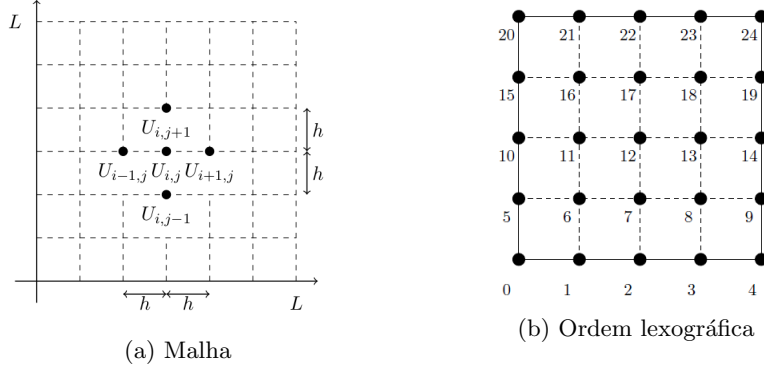 L
U_{i,j+1}
h
U_{i-1,j} U_{i,j} U_{i+1,j}
h
U_{i,j-1}
h h L
(a) Malha
20 21 22 23 24
15 16 17 18 19
10 11 12 13 14
5 6 7 8 9
0 1 2 3 4
(b) Ordem lexográfica